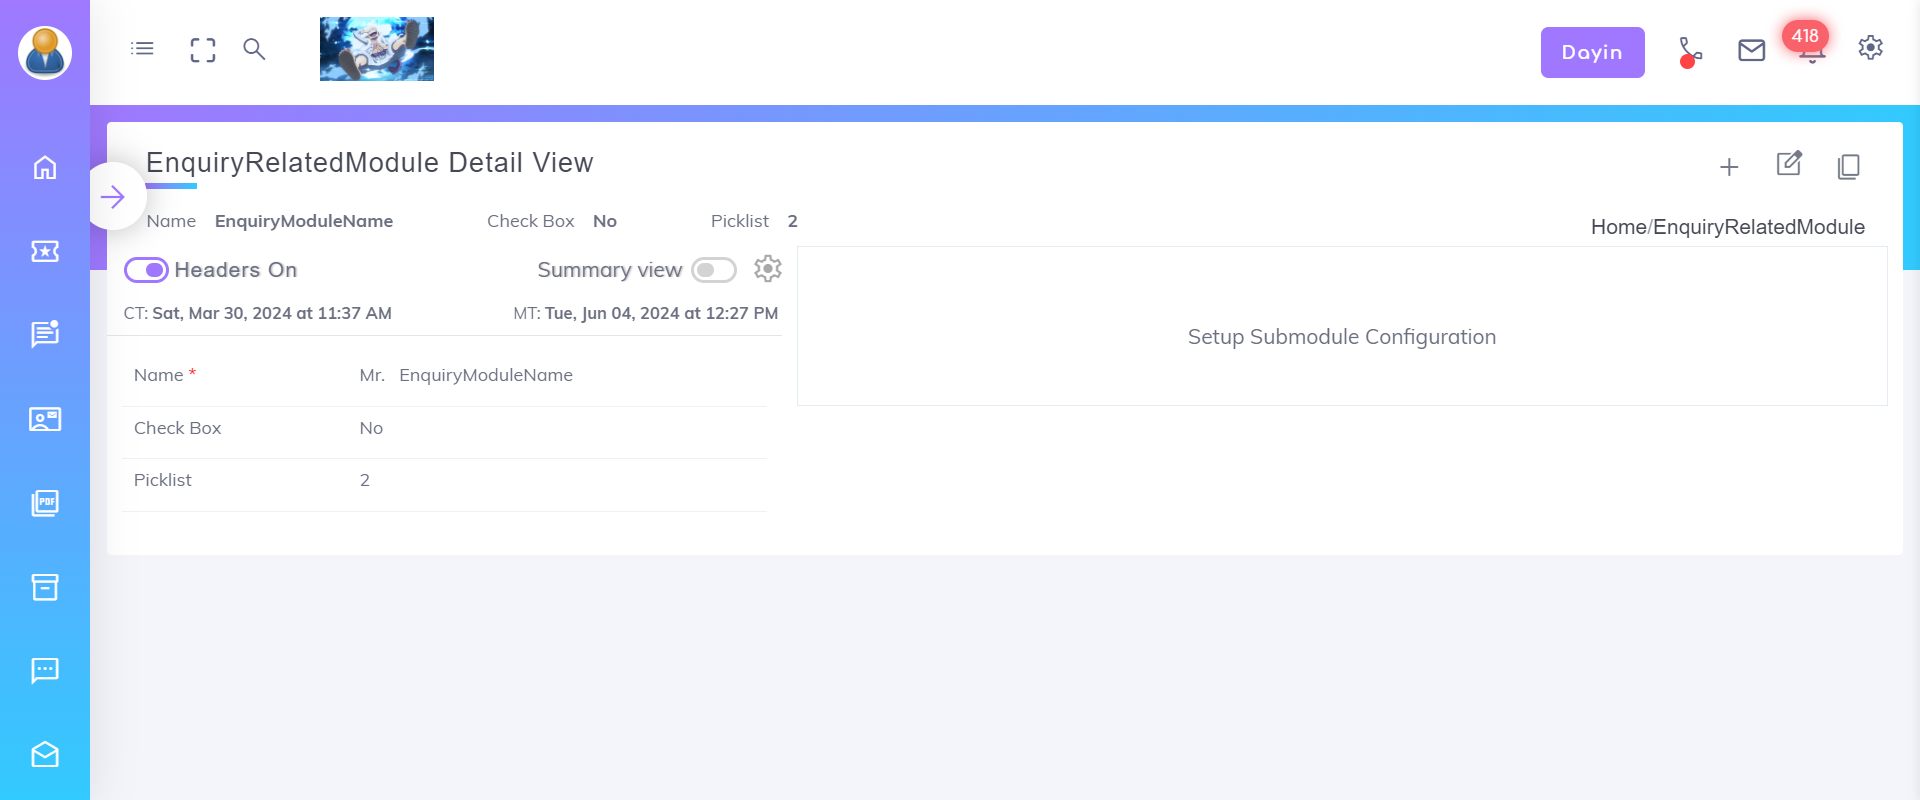 Dayin
418
EnquiryRelatedModule Detail View
Name EnquiryModuleName Check Box No Picklist 2
Home/EnquiryRelatedModule
Headers On Summary view
CT: Sat, Mar 30, 2024 at 11:37 AM MT: Tue, Jun 04, 2024 at 12:27 PM
Setup Submodule Configuration
Name * Mr. EnquiryModuleName
Check Box No
Picklist 2
PDF